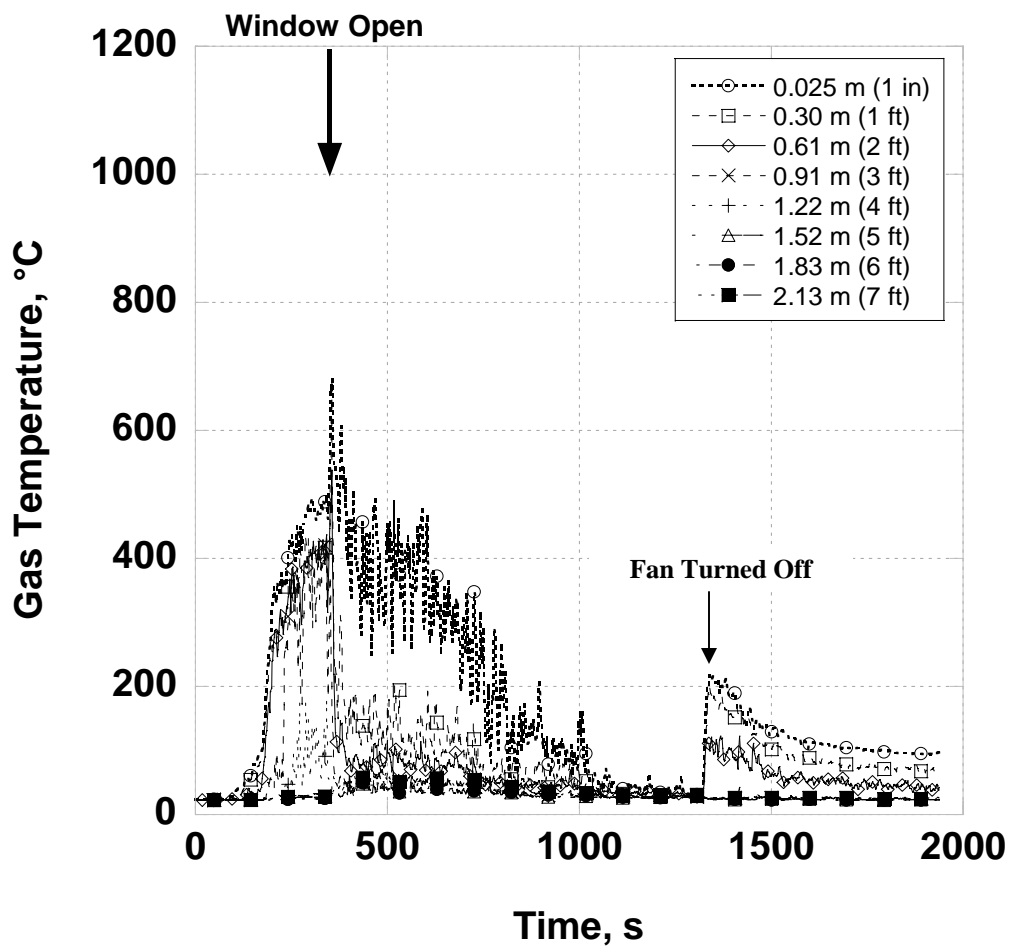 Window Open
1200
1000
800
600
400
200
0
Gas Temperature, °C
0.025 m (1 in)
0.30 m (1 ft)
0.61 m (2 ft)
0.91 m (3 ft)
1.22 m (4 ft)
1.52 m (5 ft)
1.83 m (6 ft)
2.13 m (7 ft)
Fan Turned Off
0
500
1000
1500
2000
Time, s